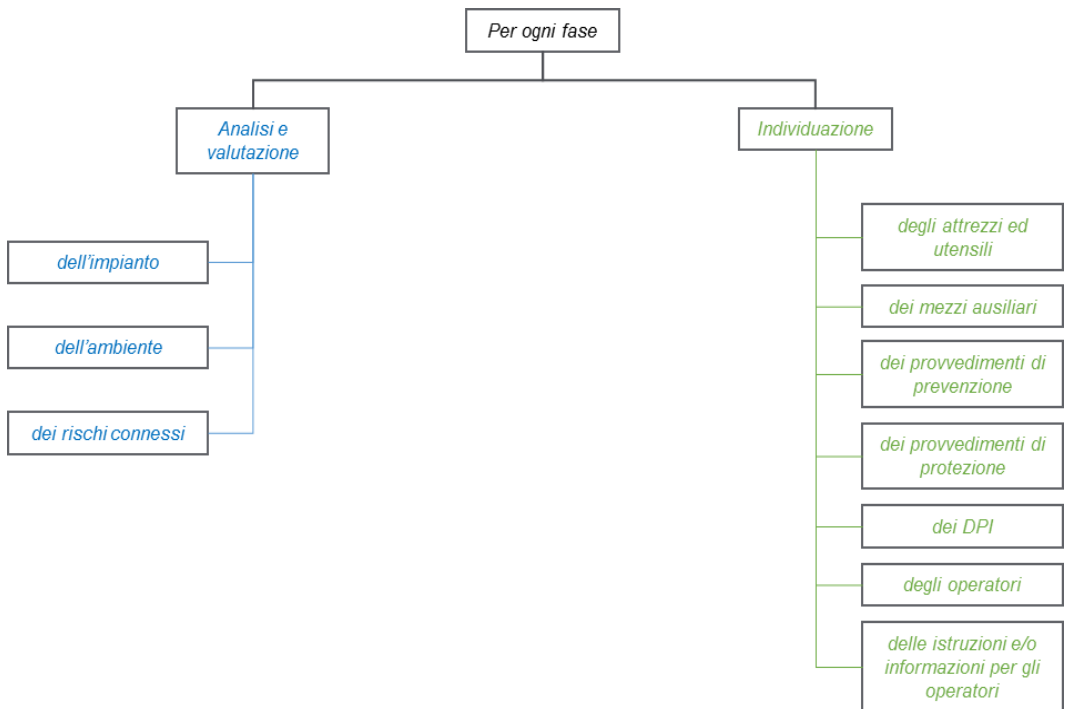 Per ogni fase
Analisi e
valutazione
dell'impianto
dell'ambiente
dei rischi connessi
Individuazione
degli attrezzi ed
utensili
dei mezzi ausiliari
dei provvedimenti di
prevenzione
dei provvedimenti di
protezione
dei DPI
degli operatori
delle istruzioni e/o
informazioni per gli
operatori